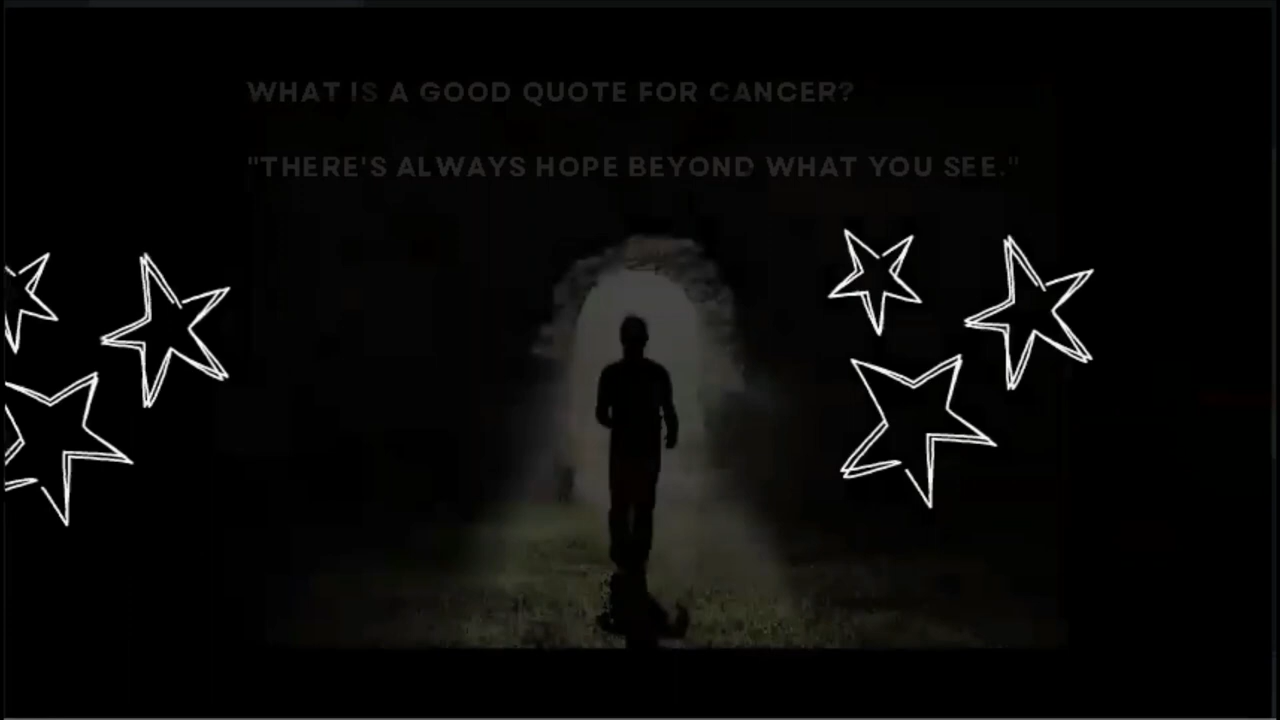 WHAT IS A GOOD QUOTE FOR CANCER?
"THERE'S ALWAYS HOPE BEYOND WHAT YOU SEE."